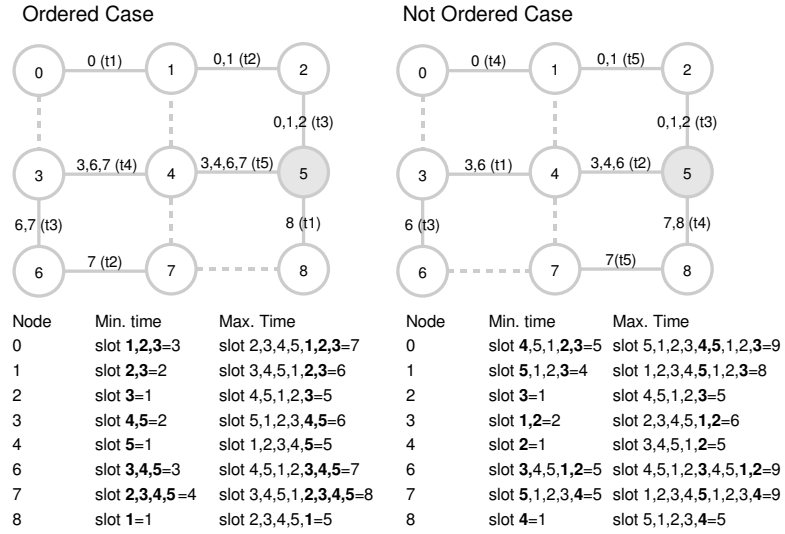 Ordered Case
Not Ordered Case
0
0 (t1)
1
0,1 (t2)
2
0
0 (t4)
1
0,1 (t5)
2
0,1,2 (t3)
0,1,2 (t3)
3
3,6,7 (t4)
4
3,4,6,7 (t5)
5
3
3,6 (t1)
4
3,4,6 (t2)
5
6,7 (t3)
8 (t1)
6 (t3)
7,8 (t4)
6
7 (t2)
7
8
6
7
7(t5)
8
Node Min. time Max. Time
0 slot 1,2,3=3 slot 2,3,4,5,1,2,3=7
1 slot 2,3=2 slot 3,4,5,1,2,3=6
2 slot 3=1 slot 4,5,1,2,3=5
3 slot 4,5=2 slot 5,1,2,3,4,5=6
4 slot 5=1 slot 1,2,3,4,5=5
6 slot 3,4,5=3 slot 4,5,1,2,3,4,5=7
7 slot 2,3,4,5=4 slot 3,4,5,1,2,3,4,5=8
8 slot 1=1 slot 2,3,4,5,1=5
Node Min. time Max. Time
0 slot 4,5,1,2,3=5 slot 5,1,2,3,4,5,1,2,3=9
1 slot 5,1,2,3=4 slot 1,2,3,4,5,1,2,3=8
2 slot 3=1 slot 4,5,1,2,3=5
3 slot 1,2=2 slot 2,3,4,5,1,2=6
4 slot 2=1 slot 3,4,5,1,2=5
6 slot 3,4,5,1,2=5 slot 4,5,1,2,3,4,5,1,2=9
7 slot 5,1,2,3,4=5 slot 1,2,3,4,5,1,2,3,4=9
8 slot 4=1 slot 5,1,2,3,4=5